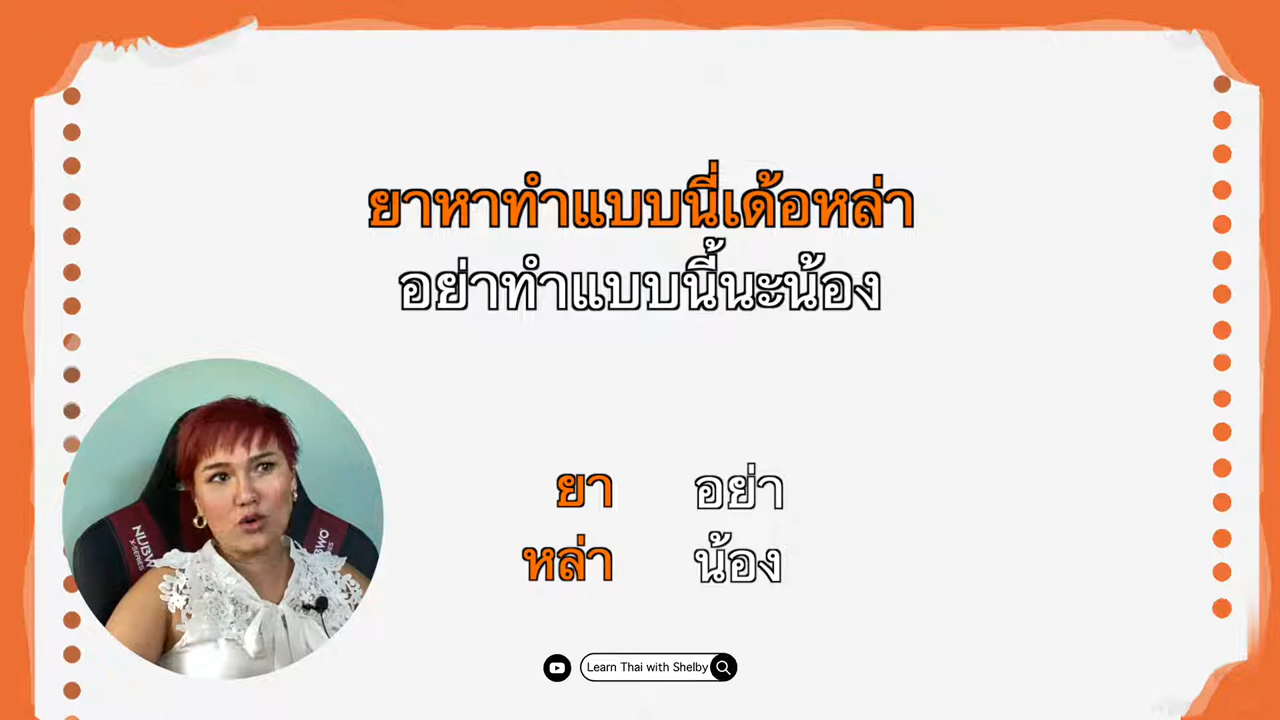 ยาหาทำแบบนี่เด้อหล่า
อย่าทำแบบนี้นะน้อง
ยา อย่า
หล่า น้อง
NUBWO
X-SERIES
Learn Thai with Shelby